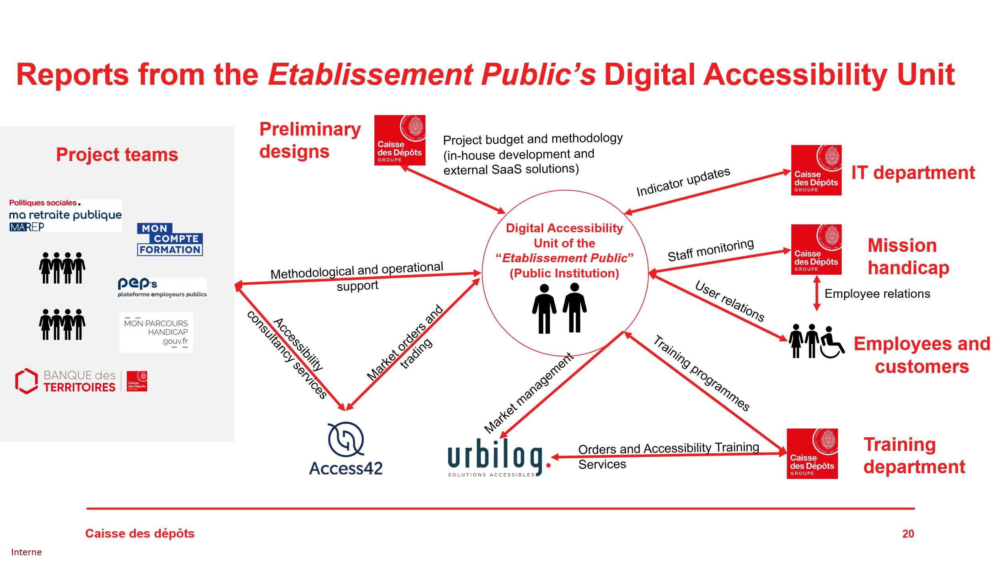 Reports from the Etablissement Public’s Digital Accessibility Unit
Project teams
Politiques sociales.
ma retraite publique
MAREP
MON
COMPTE
FORMATION
pep's
plateforme employeurs publics
MON PARCOURS
HANDICAP
.gouv.fr
BANQUE des
TERRITOIRES
Caisse
des Dépôts
GROUPE
Preliminary
designs
Caisse
des Dépôts
GROUPE
Project budget and methodology
(in-house development and
external SaaS solutions)
Indicator updates
Caisse
des Dépôts
GROUPE
IT department
Digital Accessibility
Unit of the
“Etablissement Public”
(Public Institution)
Methodological and operational
support
Staff monitoring
Caisse
des Dépôts
GROUPE
Mission
handicap
User relations
Employee relations
Employees and
customers
Accessibility
consultancy services
Market orders and
trading
Market management
Training programmes
Access42
urbilog.
SOLUTIONS ACCESSIBLES
Orders and Accessibility Training
Services
Caisse
des Dépôts
GROUPE
Training
department
Caisse des dépôts
20
Interne